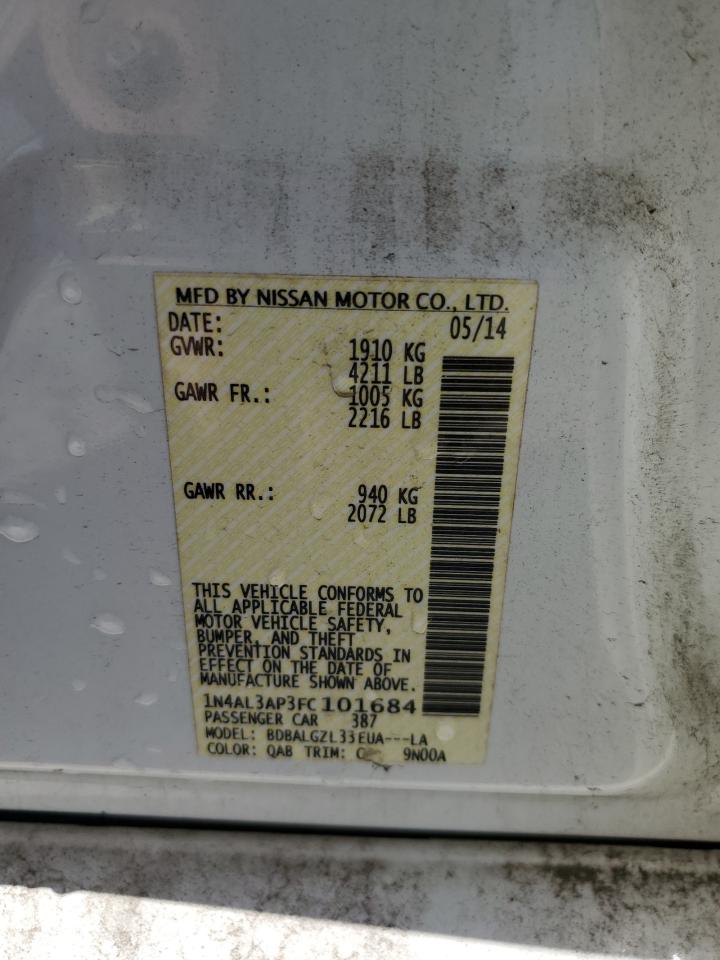 MFD BY NISSAN MOTOR CO., LTD.
DATE: 05/14
GVWR: 1910 KG
4211 LB
GAWR FR.: 1005 KG
2216 LB
GAWR RR.: 940 KG
2072 LB
THIS VEHICLE CONFORMS TO
ALL APPLICABLE FEDERAL
MOTOR VEHICLE SAFETY,
BUMPER, AND THEFT
PREVENTION STANDARDS IN
EFFECT ON THE DATE OF
MANUFACTURE SHOWN ABOVE.
1N4AL3AP3FC101684
PASSENGER CAR 387
MODEL: BDBALGZL33EUA---LA
COLOR: QAB TRIM: 9N00A